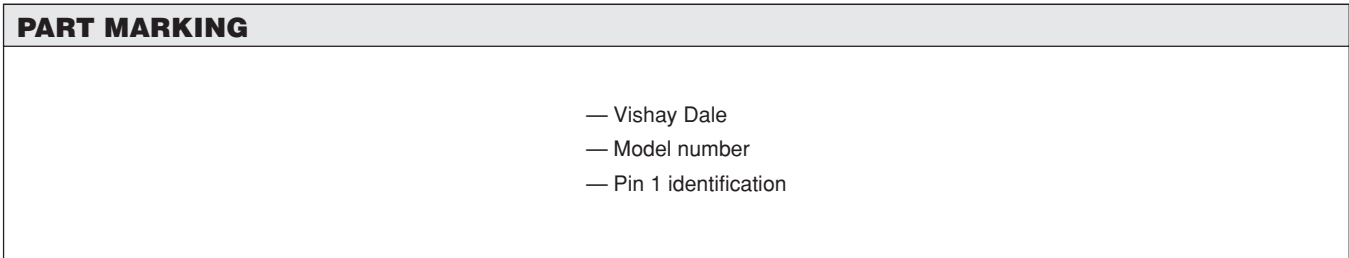 PART MARKING
— Vishay Dale
— Model number
— Pin 1 identification